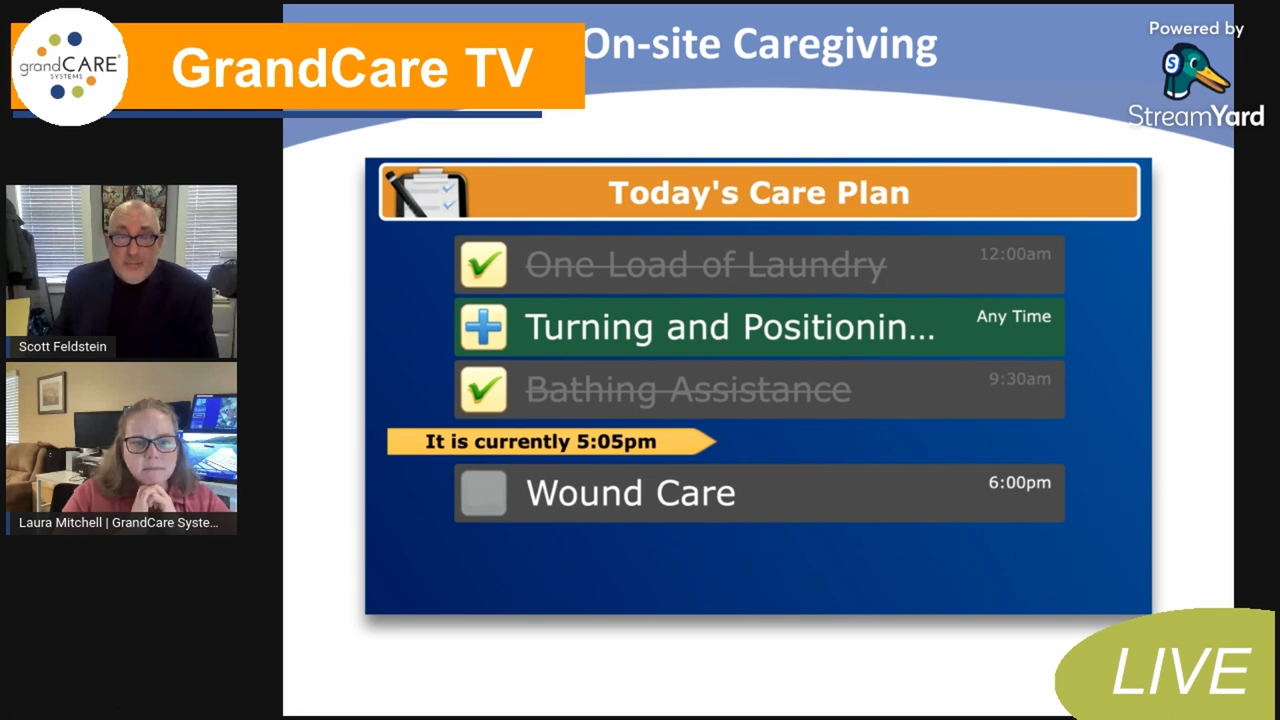 grandCARE
SYSTEMS
GrandCare TV
On-site Caregiving
Powered by
StreamYard
Today's Care Plan
One Load of Laundry
12:00am
Turning and Positionin...
Any Time
Bathing Assistance
9:30am
It is currently 5:05pm
Wound Care
6:00pm
Scott Feldstein
Laura Mitchell | GrandCare Syste...
LIVE